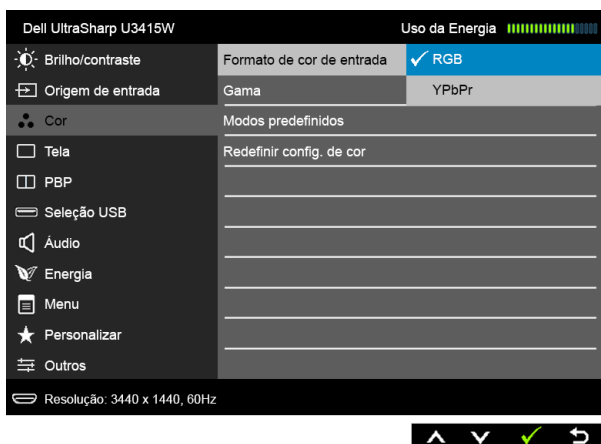 Dell UltraSharp U3415W Uso da Energia
Brilho/contraste Formato de cor de entrada RGB
Origem de entrada Gama YPbPr
Cor Modos predefinidos
Tela Redefinir config. de cor
PBP
Seleção USB
Áudio
Energia
Menu
Personalizar
Outros
Resolução: 3440 x 1440, 60Hz